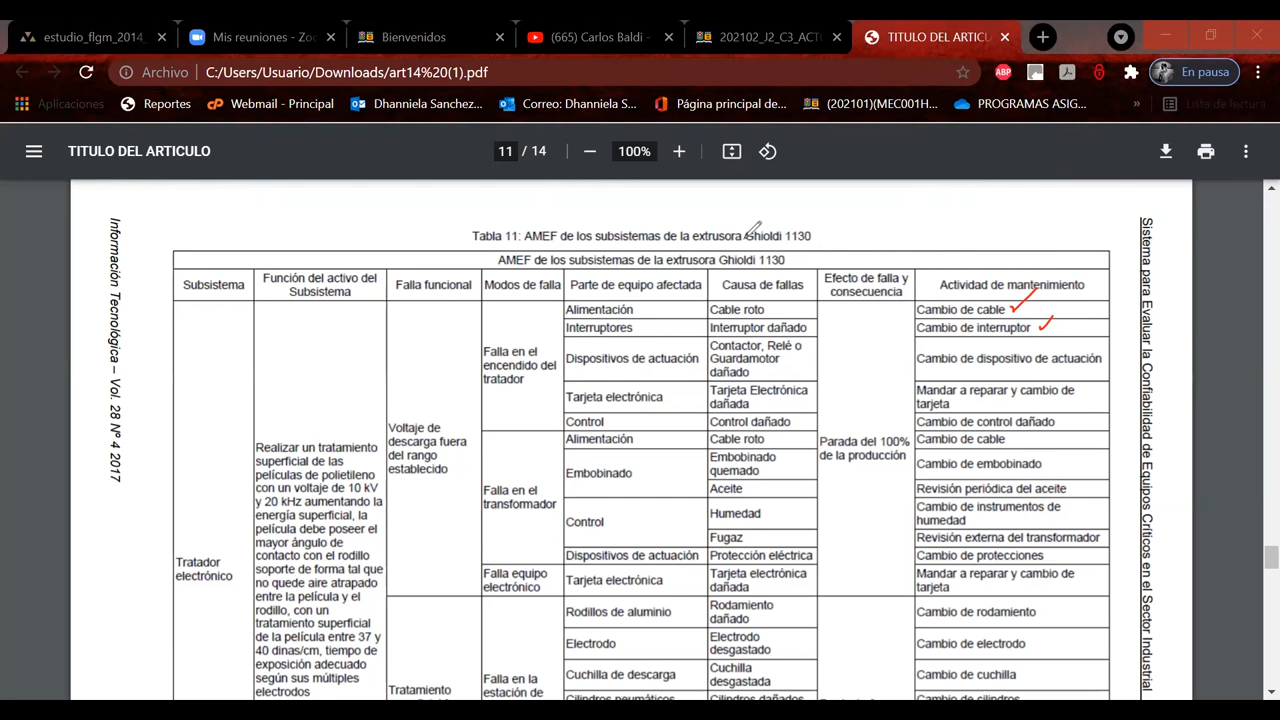 estudio_flgm_2014_
Mis reuniones - Zoo
Bienvenidos
(665) Carlos Baldi -
202102_J2_C3_ACTU
TITULO DEL ARTICU
Archivo
C:/Users/Usuario/Downloads/art14%20(1).pdf
ABP
En pausa
Aplicaciones
Reportes
Webmail - Principal
Dhanniela Sanchez...
Correo: Dhanniela S...
Página principal de...
(202101)(MEC001H...
PROGRAMAS ASIG...
»
Lista de lectura
TITULO DEL ARTICULO
11 / 14
100%
Información Tecnológica – Vol. 28 Nº 4 2017
Sistema para Evaluar la Confiabilidad de Equipos Críticos en el Sector Industrial
Tabla 11: AMEF de los subsistemas de la extrusora Ghioldi 1130
AMEF de los subsistemas de la extrusora Ghioldi 1130
Subsistema
Función del activo del
Subsistema
Falla funcional
Modos de falla
Parte de equipo afectada
Causa de fallas
Efecto de falla y
consecuencia
Actividad de mantenimiento
Tratador
electrónico
Realizar un tratamiento
superficial de las
películas de polietileno
con un voltaje de 10 kV
y 20 kHz aumentando la
energía superficial, la
película debe poseer el
mayor ángulo de
contacto con el rodillo
soporte de forma tal que
no quede aire atrapado
entre la película y el
rodillo, con un
tratamiento superficial
de la película entre 37 y
40 dinas/cm, tiempo de
exposición adecuado
según sus múltiples
electrodos
Voltaje de
descarga fuera
del rango
establecido
Falla en el
encendido del
tratador
Alimentación
Cable roto
Parada del 100%
de la producción
Cambio de cable
Interruptores
Interruptor dañado
Cambio de interruptor
Dispositivos de actuación
Contactor, Relé o
Guardamotor
dañado
Cambio de dispositivo de actuación
Tarjeta electrónica
Tarjeta Electrónica
dañada
Mandar a reparar y cambio de
tarjeta
Control
Control dañado
Cambio de control dañado
Falla en el
transformador
Alimentación
Cable roto
Cambio de cable
Embobinado
Embobinado
quemado
Cambio de embobinado
Aceite
Revisión periódica del aceite
Control
Humedad
Cambio de instrumentos de
humedad
Fugaz
Revisión externa del transformador
Dispositivos de actuación
Protección eléctrica
Cambio de protecciones
Falla equipo
electrónico
Tarjeta electrónica
Tarjeta electrónica
dañada
Mandar a reparar y cambio de
tarjeta
Tratamiento
Falla en la
estación de
Rodillos de aluminio
Rodamiento
dañado
Cambio de rodamiento
Electrodo
Electrodo
desgastado
Cambio de electrodo
Cuchilla de descarga
Cuchilla
desgastada
Cambio de cuchilla
Cilindros neumáticos
Cilindros dañados
Cambio de cilindros